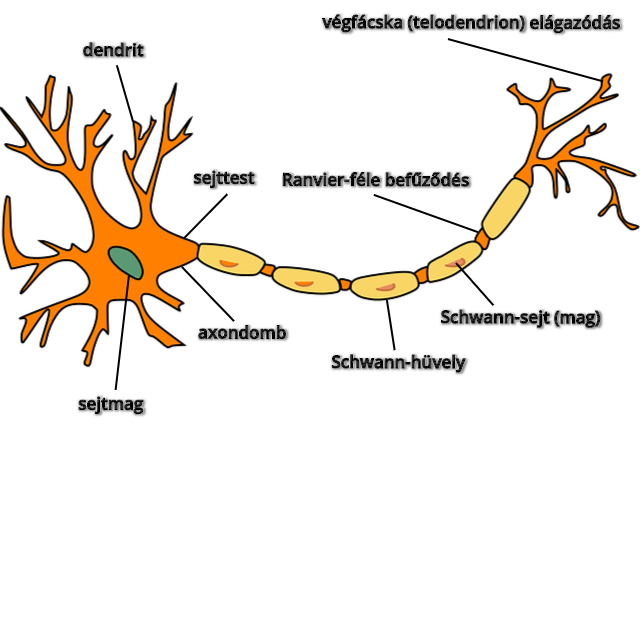 végfácska (telodendrion) elágazódás
dendrit
sejttest
Ranvier-féle befűződés
Schwann-sejt (mag)
axondomb
Schwann-hüvely
sejtmag